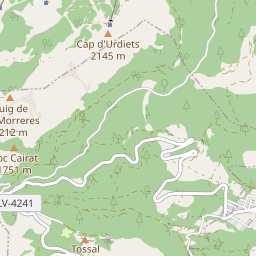 Cap d'Urdiets
2145 m
uig de
Morreres
212 m
oc Cairat
1751 m
LV-4241
Tossal